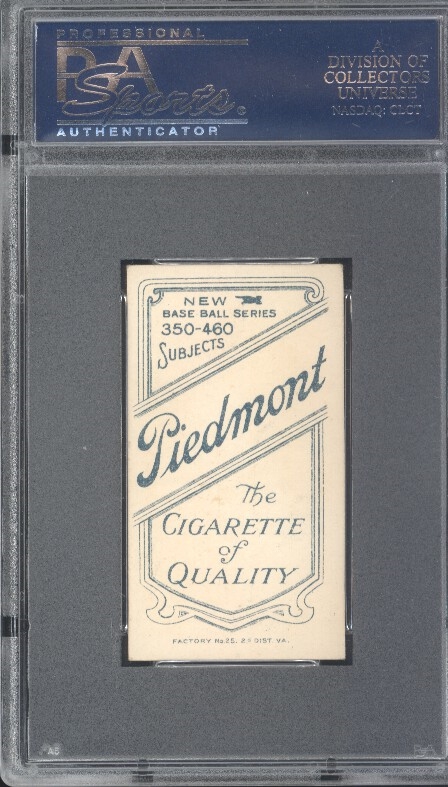 PROFESSIONAL
PSA
Sports
AUTHENTICATOR
A
DIVISION OF
COLLECTORS
UNIVERSE
NASDAQ: CLCT
NEW
BASE BALL SERIES
350-460
SUBJECTS
Piedmont
The
CIGARETTE
of
QUALITY
FACTORY No. 25, 2D DIST. VA.